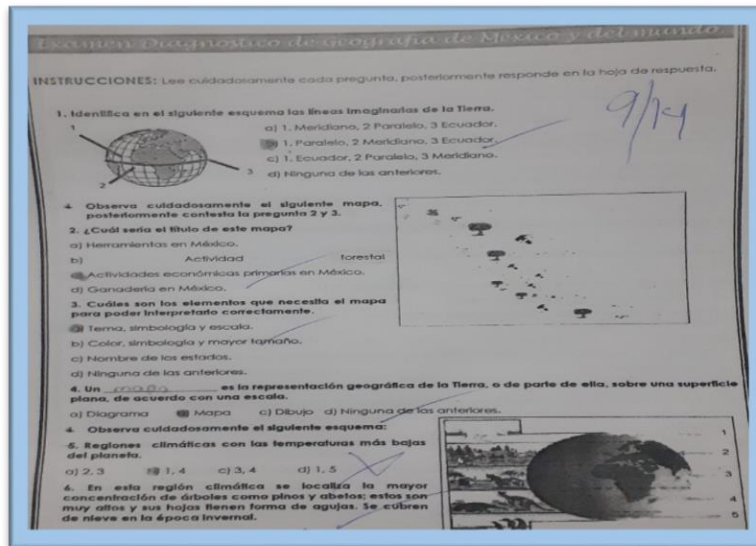 Examen Diagnóstico de Geografía de México y del mundo
INSTRUCCIONES: Lee cuidadosamente cada pregunta, posteriormente responde en la hoja de respuesta.
9/14
1. Identifica en el siguiente esquema las líneas imaginarias de la Tierra.
1
2
3
a) 1, Meridiano, 2 Paralelo, 3 Ecuador.
1, Paralelo, 2 Meridiano, 3 Ecuador.
c) 1, Ecuador, 2 Paralelo, 3 Meridiano.
d) Ninguna de las anteriores.
Observa cuidadosamente el siguiente mapa,
posteriormente contesta la pregunta 2 y 3.
2. ¿Cuál sería el título de este mapa?
a) Herramientas en México.
b) Actividad forestal
Actividades económicas primarias en México.
d) Ganadería en México.
3. Cuáles son los elementos que necesita el mapa
para poder interpretarlo correctamente.
a) Tema, simbología y escala.
b) Color, simbología y mayor tamaño.
c) Nombre de los estados.
d) Ninguna de las anteriores.
4. Un mapa es la representación geográfica de la Tierra, o de parte de ella, sobre una superficie
plana, de acuerdo con una escala.
a) Diagrama Mapa c) Dibujo d) Ninguna de las anteriores.
Observa cuidadosamente el siguiente esquema:
5. Regiones climáticas con las temperaturas más bajas
del planeta.
a) 2, 3 1, 4 c) 3, 4 d) 1, 5
6. En esta región climática se localiza la mayor
concentración de árboles como pinos y abetos; estos son
muy altos y sus hojas tienen forma de agujas. Se cubren
de nieve en la época invernal.
1
2
3
4
5